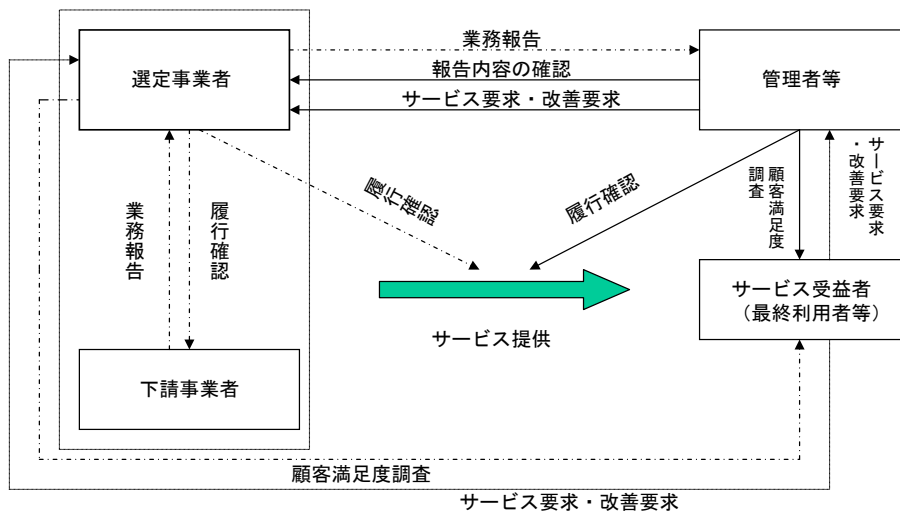 業務報告
選定事業者
報告内容の確認
管理者等
サービス要求・改善要求
履行確認
履行確認
顧客満足度
調査
サービス要求
・改善要求
業務報告
履行確認
サービス受益者
(最終利用者等)
サービス提供
下請事業者
顧客満足度調査
サービス要求・改善要求